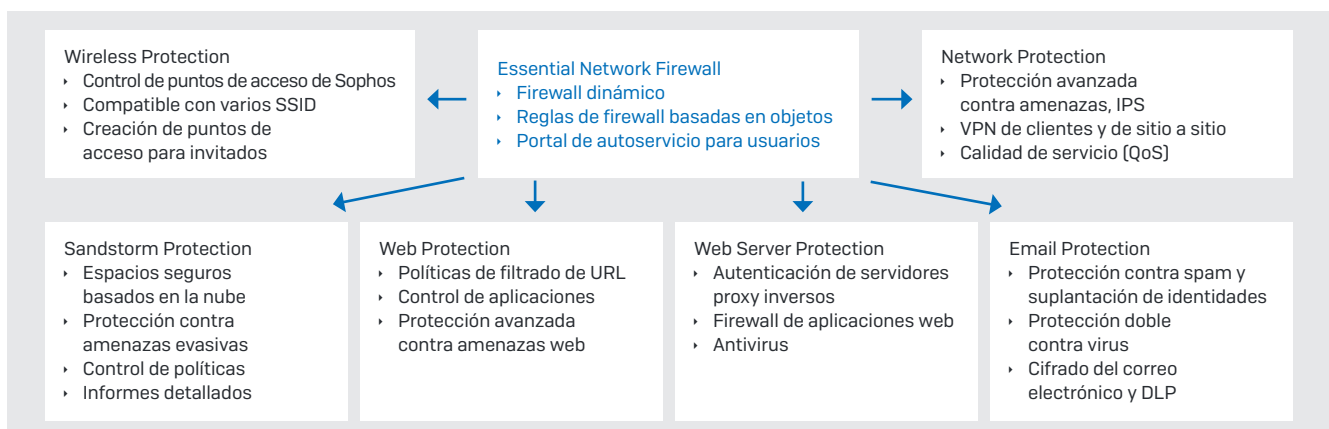 Wireless Protection
‣ Control de puntos de acceso de Sophos
‣ Compatible con varios SSID
‣ Creación de puntos de
acceso para invitados
Essential Network Firewall
‣ Firewall dinámico
‣ Reglas de firewall basadas en objetos
‣ Portal de autoservicio para usuarios
Network Protection
‣ Protección avanzada
contra amenazas, IPS
‣ VPN de clientes y de sitio a sitio
‣ Calidad de servicio (QoS)
Sandstorm Protection
‣ Espacios seguros
basados en la nube
‣ Protección contra
amenazas evasivas
‣ Control de políticas
‣ Informes detallados
Web Protection
‣ Políticas de filtrado de URL
‣ Control de aplicaciones
‣ Protección avanzada
contra amenazas web
Web Server Protection
‣ Autenticación de servidores
proxy inversos
‣ Firewall de aplicaciones web
‣ Antivirus
Email Protection
‣ Protección contra spam y
suplantación de identidades
‣ Protección doble
contra virus
‣ Cifrado del correo
electrónico y DLP